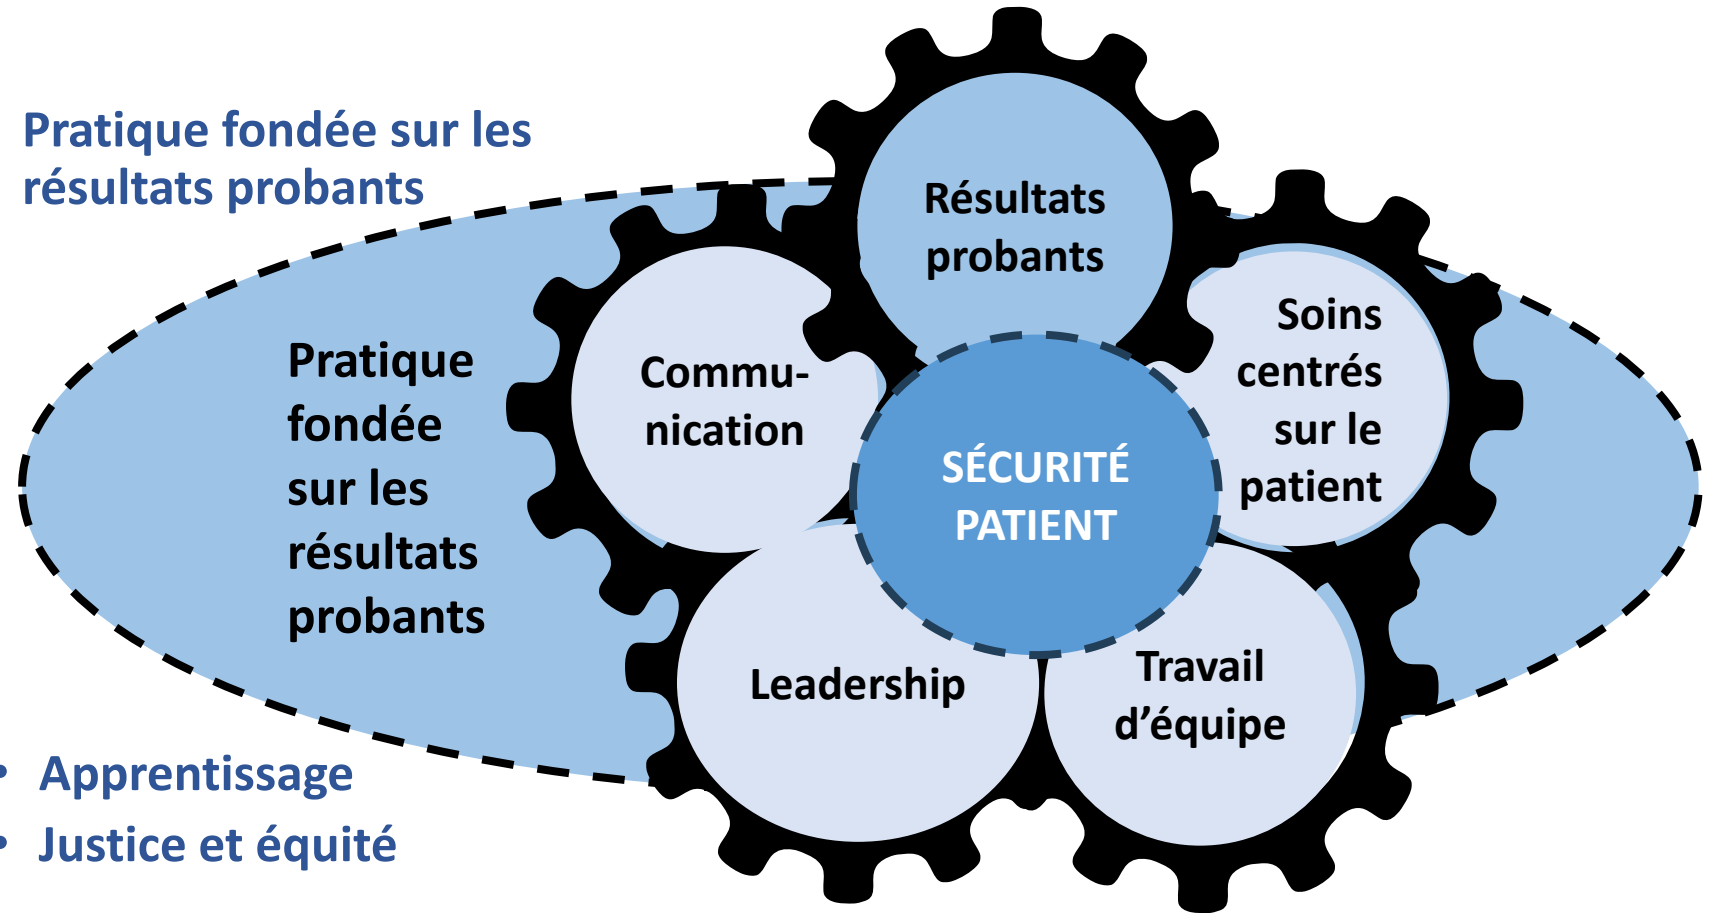 Pratique fondée sur les
résultats probants
Résultats
probants
Soins
centrés
sur le
patient
Commu-
nication
Pratique
fondée
sur les
résultats
probants
SÉCURITÉ
PATIENT
Leadership
Travail
d’équipe
• Apprentissage
• Justice et équité